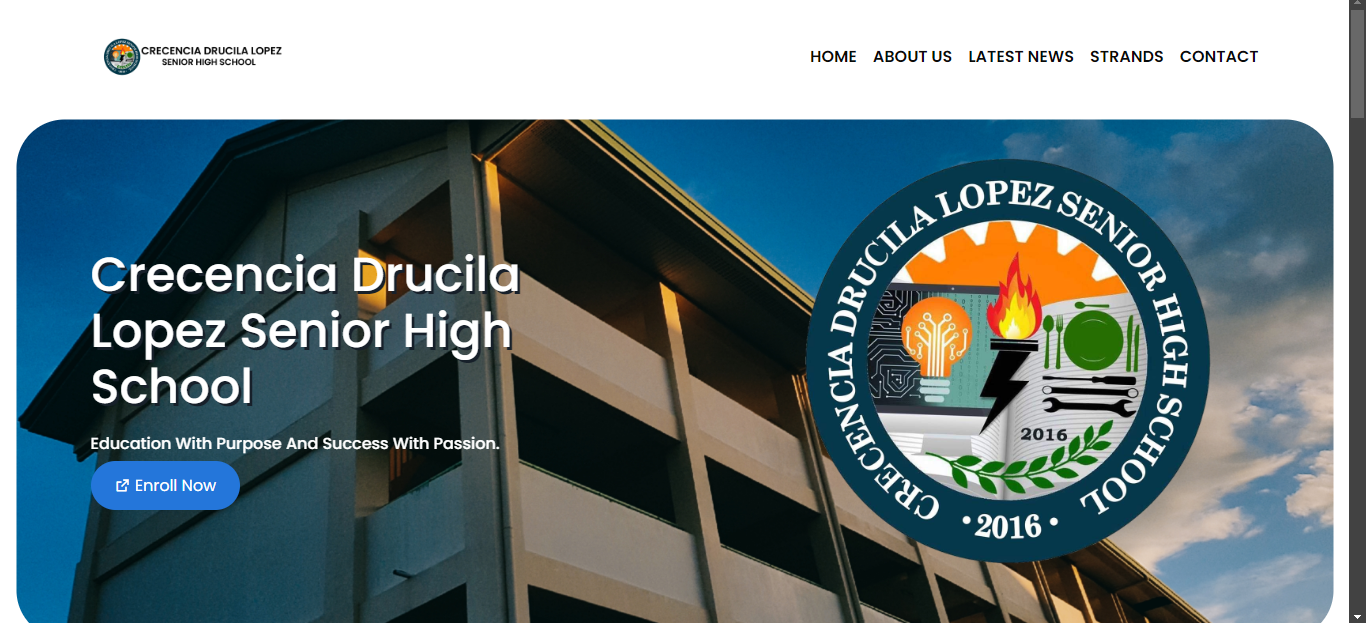 CRECENCIA DRUCILA LOPEZ
SENIOR HIGH SCHOOL
HOME ABOUT US LATEST NEWS STRANDS CONTACT
Crecencia Drucila
Lopez Senior High
School
Education With Purpose And Success With Passion.
Enroll Now
CRECENCIA DRUCILA LOPEZ SENIOR HIGH SCHOOL
2016
• 2016 •